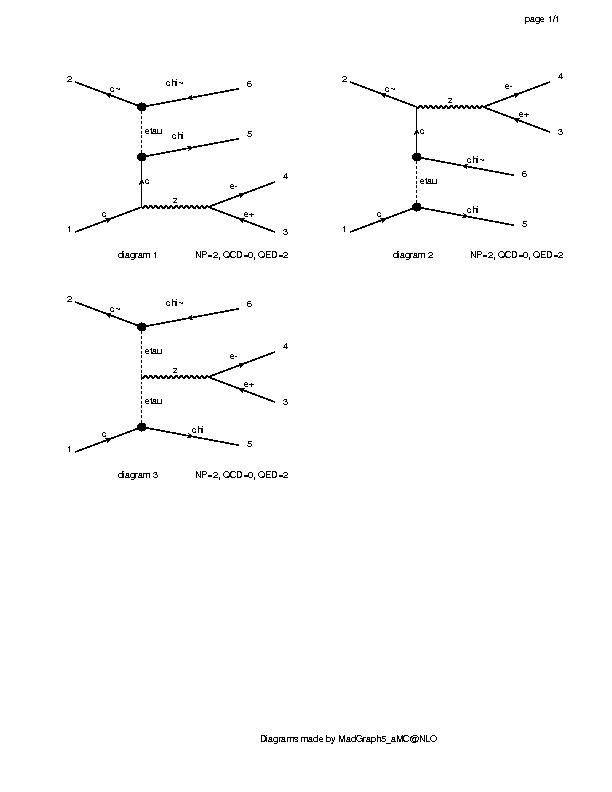 page 1/1
2
c~
chi~
6
etau
chi
5
c
e-
4
z
c
e+
1
3
diagram 1 NP=2, QCD=0, QED=2
2
c~
e-
4
z
e+
c
3
chi~
6
etau
c
chi
1
5
diagram 2 NP=2, QCD=0, QED=2
2
c~
chi~
6
etau
e-
4
z
e+
etau
3
c
chi
1
5
diagram 3 NP=2, QCD=0, QED=2
Diagrams made by MadGraph5_aMC@NLO